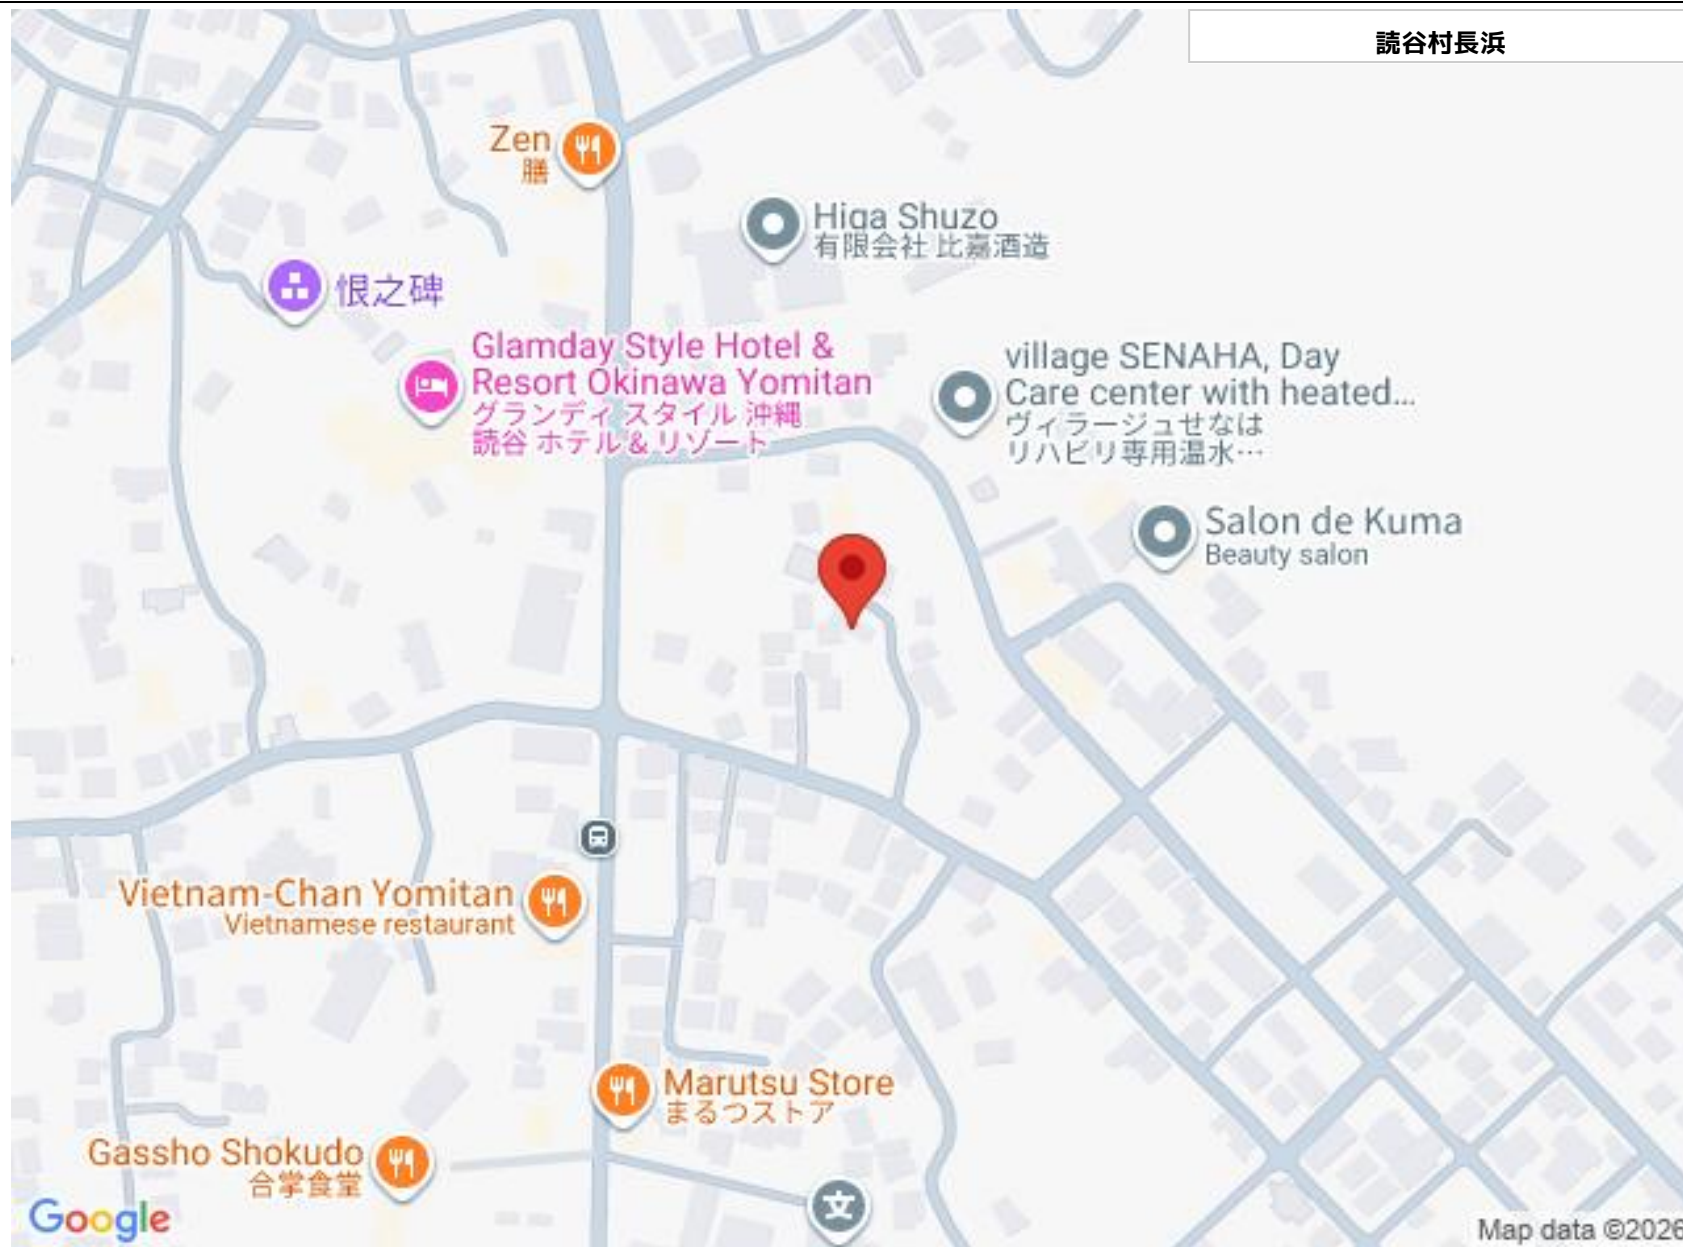 読谷村長浜
Zen
膳
Higa Shuzo
有限会社 比嘉酒造
恨之碑
Glamday Style Hotel &
Resort Okinawa Yomitan
グランディ スタイル 沖縄
読谷 ホテル & リゾート
village SENAHA, Day
Care center with heated...
ヴィラージュせなは
リハビリ専用温水…
Salon de Kuma
Beauty salon
Vietnam-Chan Yomitan
Vietnamese restaurant
Marutsu Store
まるつストア
Gassho Shokudo
合掌食堂
文
Google
Map data ©2026